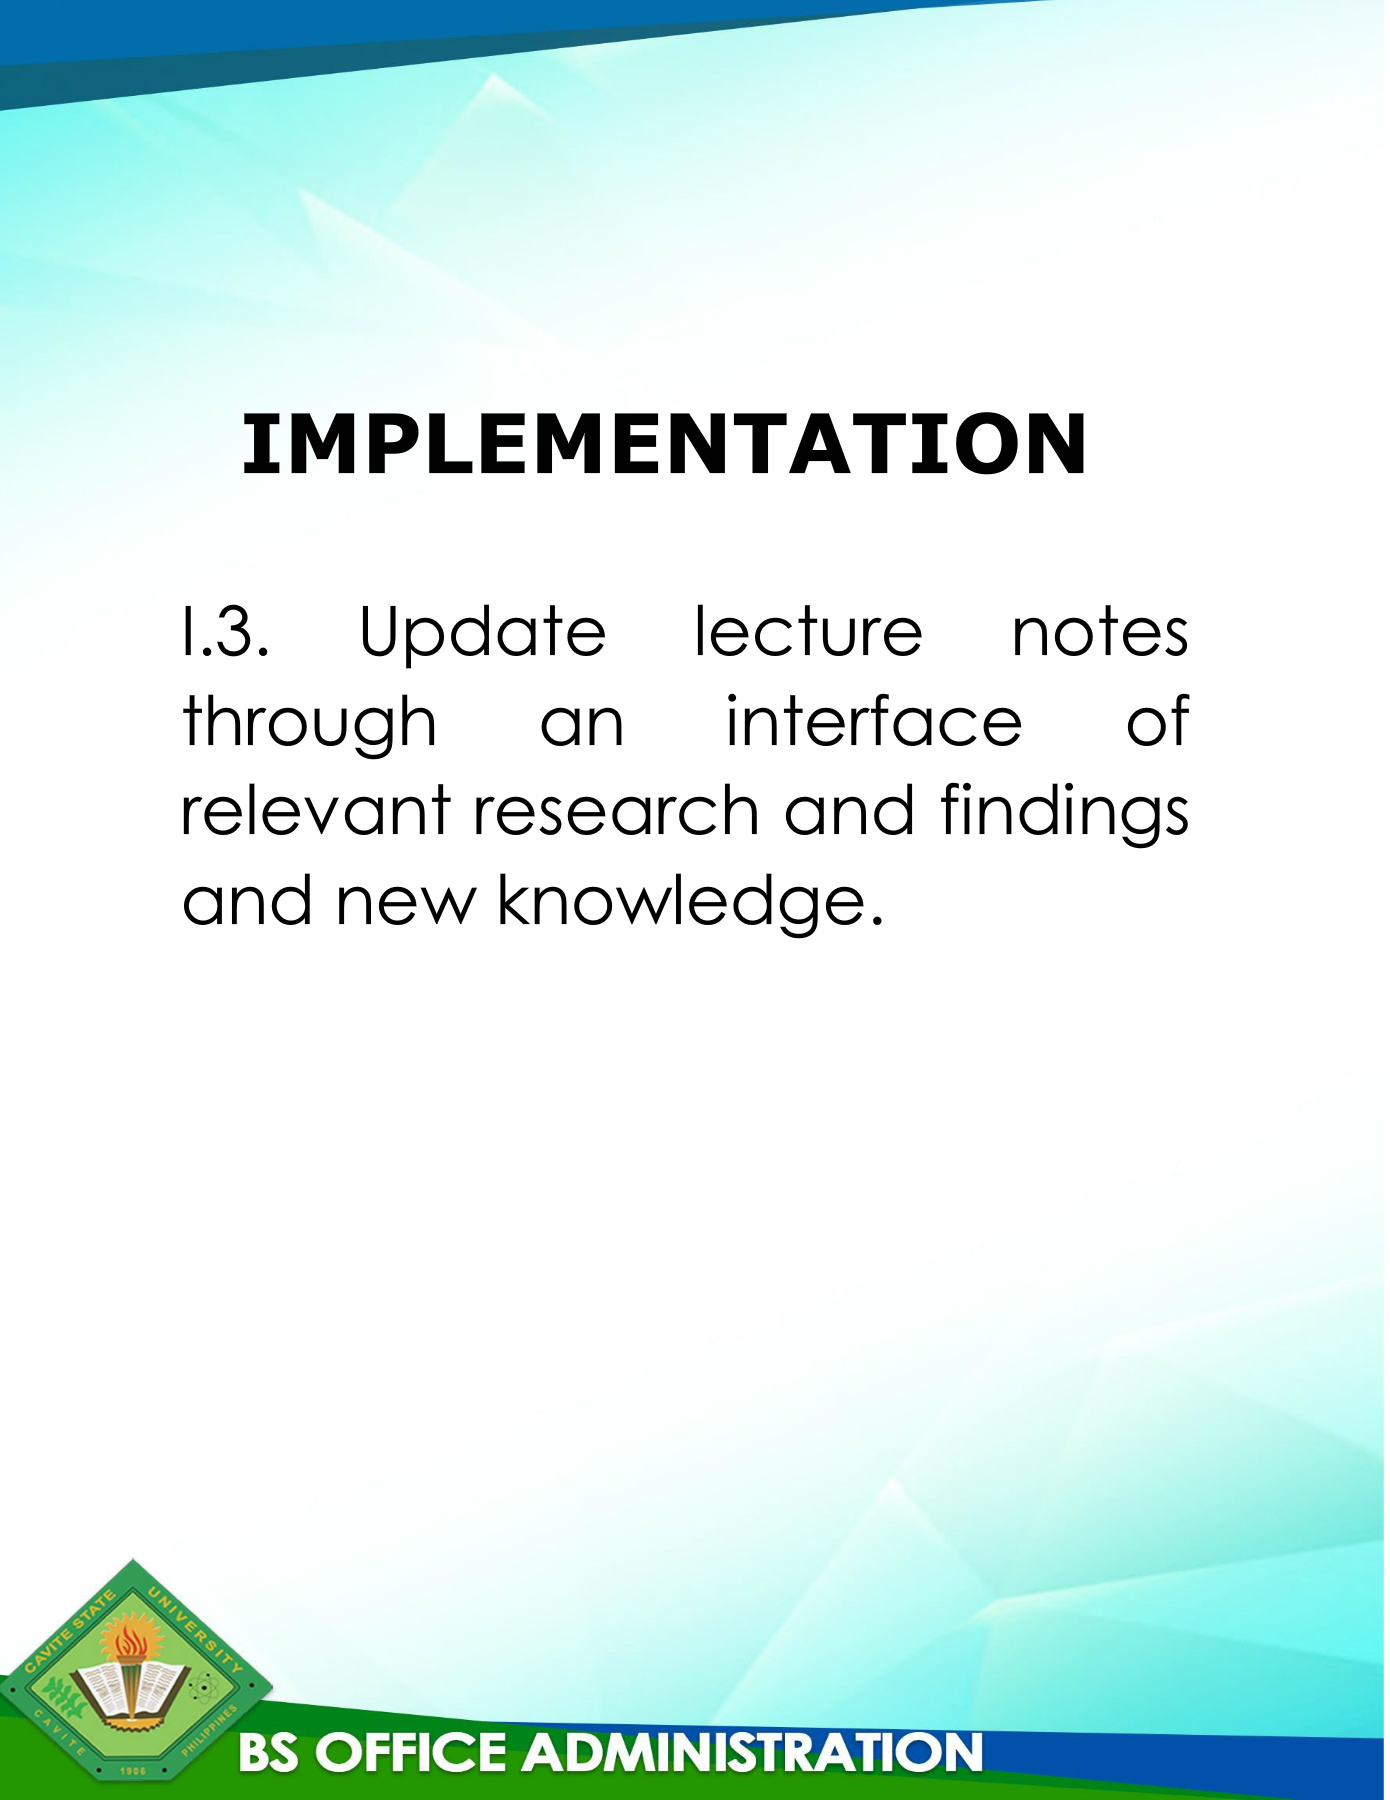 IMPLEMENTATION
I.3. Update lecture notes
through an interface of
relevant research and findings
and new knowledge.
CAVITE STATE UNIVERSITY
CAVITE 1906 PHILIPPINES
BS OFFICE ADMINISTRATION